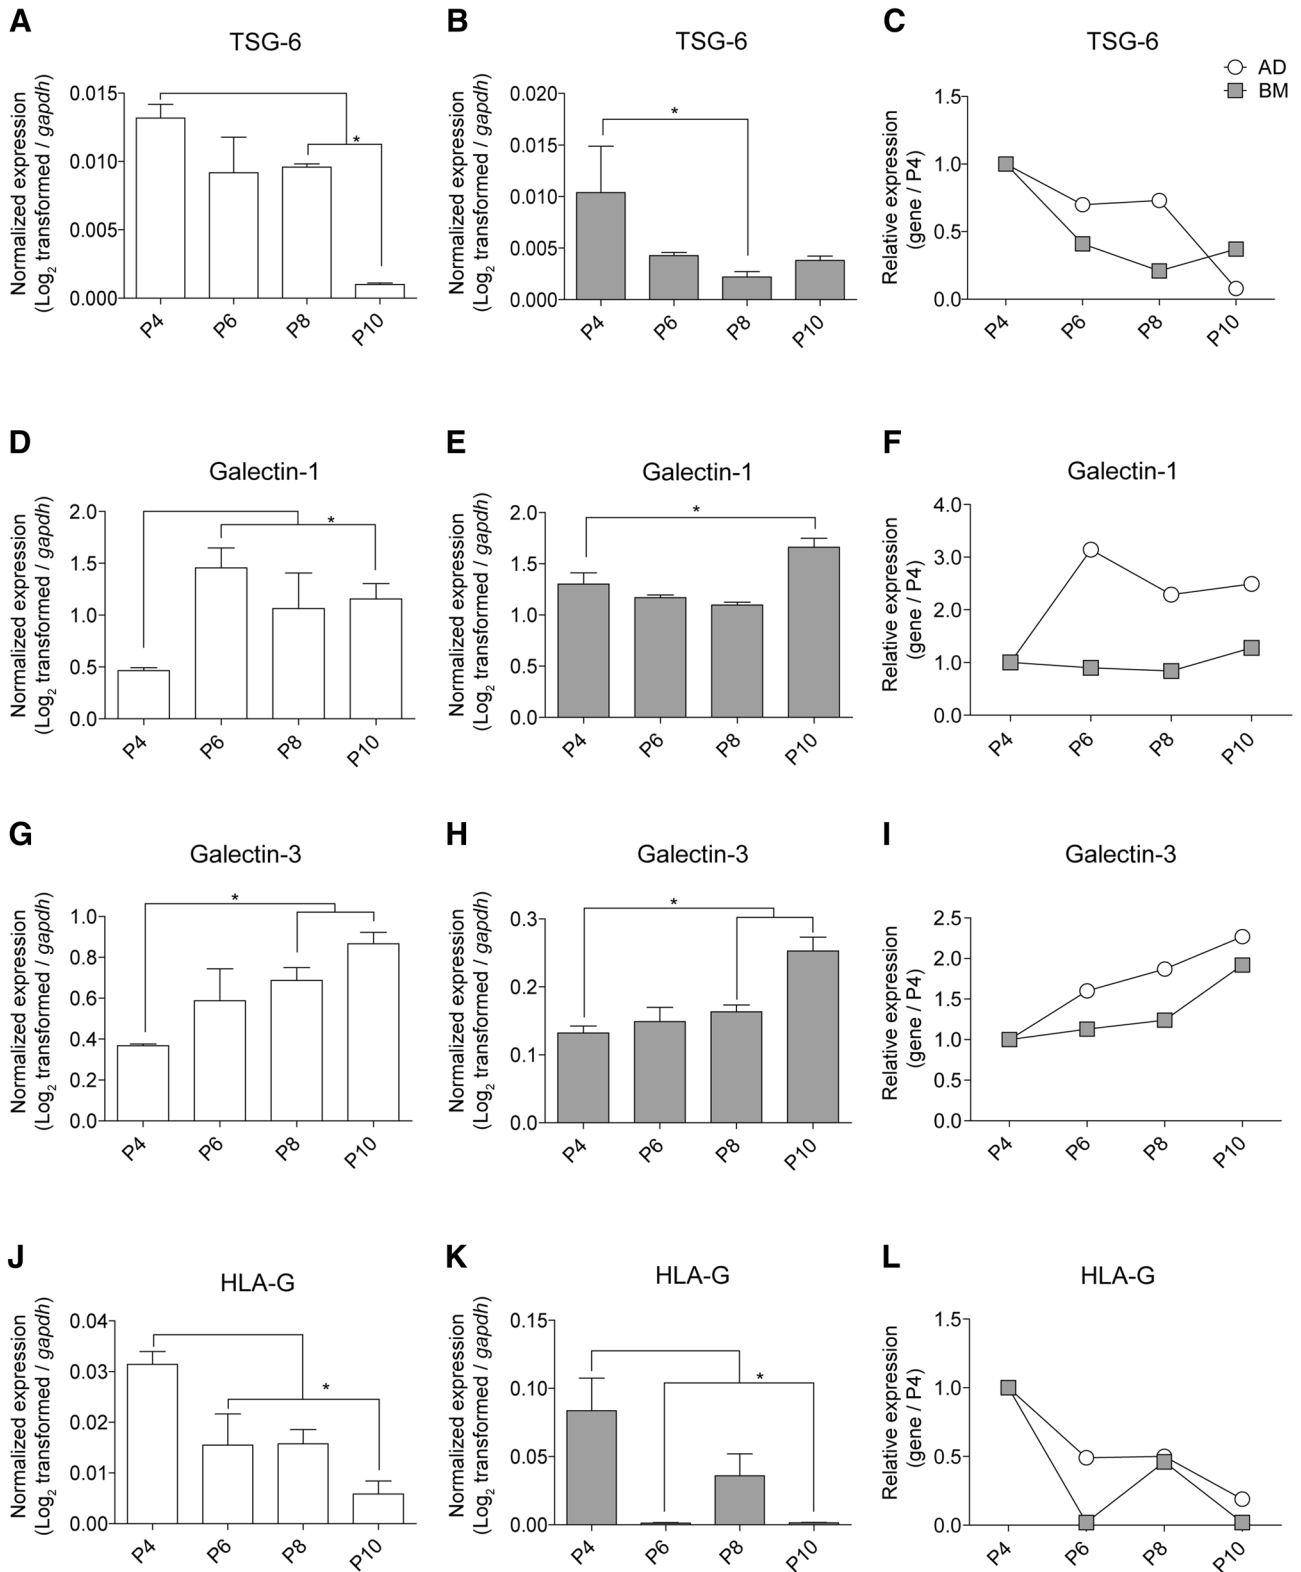 A
TSG-6
Normalized expression
(Log2 transformed / gapdh)
0.015
0.010
0.005
0.000
*
P4
P6
P8
P10
B
TSG-6
Normalized expression
(Log2 transformed / gapdh)
0.020
0.015
0.010
0.005
0.000
*
P4
P6
P8
P10
C
TSG-6
AD
BM
Relative expression
(gene / P4)
1.5
1.0
0.5
0.0
P4
P6
P8
P10
D
Galectin-1
Normalized expression
(Log2 transformed / gapdh)
2.0
1.5
1.0
0.5
0.0
*
P4
P6
P8
P10
E
Galectin-1
Normalized expression
(Log2 transformed / gapdh)
2.0
1.5
1.0
0.5
0.0
*
P4
P6
P8
P10
F
Galectin-1
Relative expression
(gene / P4)
4.0
3.0
2.0
1.0
0.0
P4
P6
P8
P10
G
Galectin-3
Normalized expression
(Log2 transformed / gapdh)
1.0
0.8
0.6
0.4
0.2
0.0
*
P4
P6
P8
P10
H
Galectin-3
Normalized expression
(Log2 transformed / gapdh)
0.3
0.2
0.1
0.0
*
P4
P6
P8
P10
I
Galectin-3
Relative expression
(gene / P4)
2.5
2.0
1.5
1.0
0.5
0.0
P4
P6
P8
P10
J
HLA-G
Normalized expression
(Log2 transformed / gapdh)
0.04
0.03
0.02
0.01
0.00
*
P4
P6
P8
P10
K
HLA-G
Normalized expression
(Log2 transformed / gapdh)
0.15
0.10
0.05
0.00
*
P4
P6
P8
P10
L
HLA-G
Relative expression
(gene / P4)
1.5
1.0
0.5
0.0
P4
P6
P8
P10